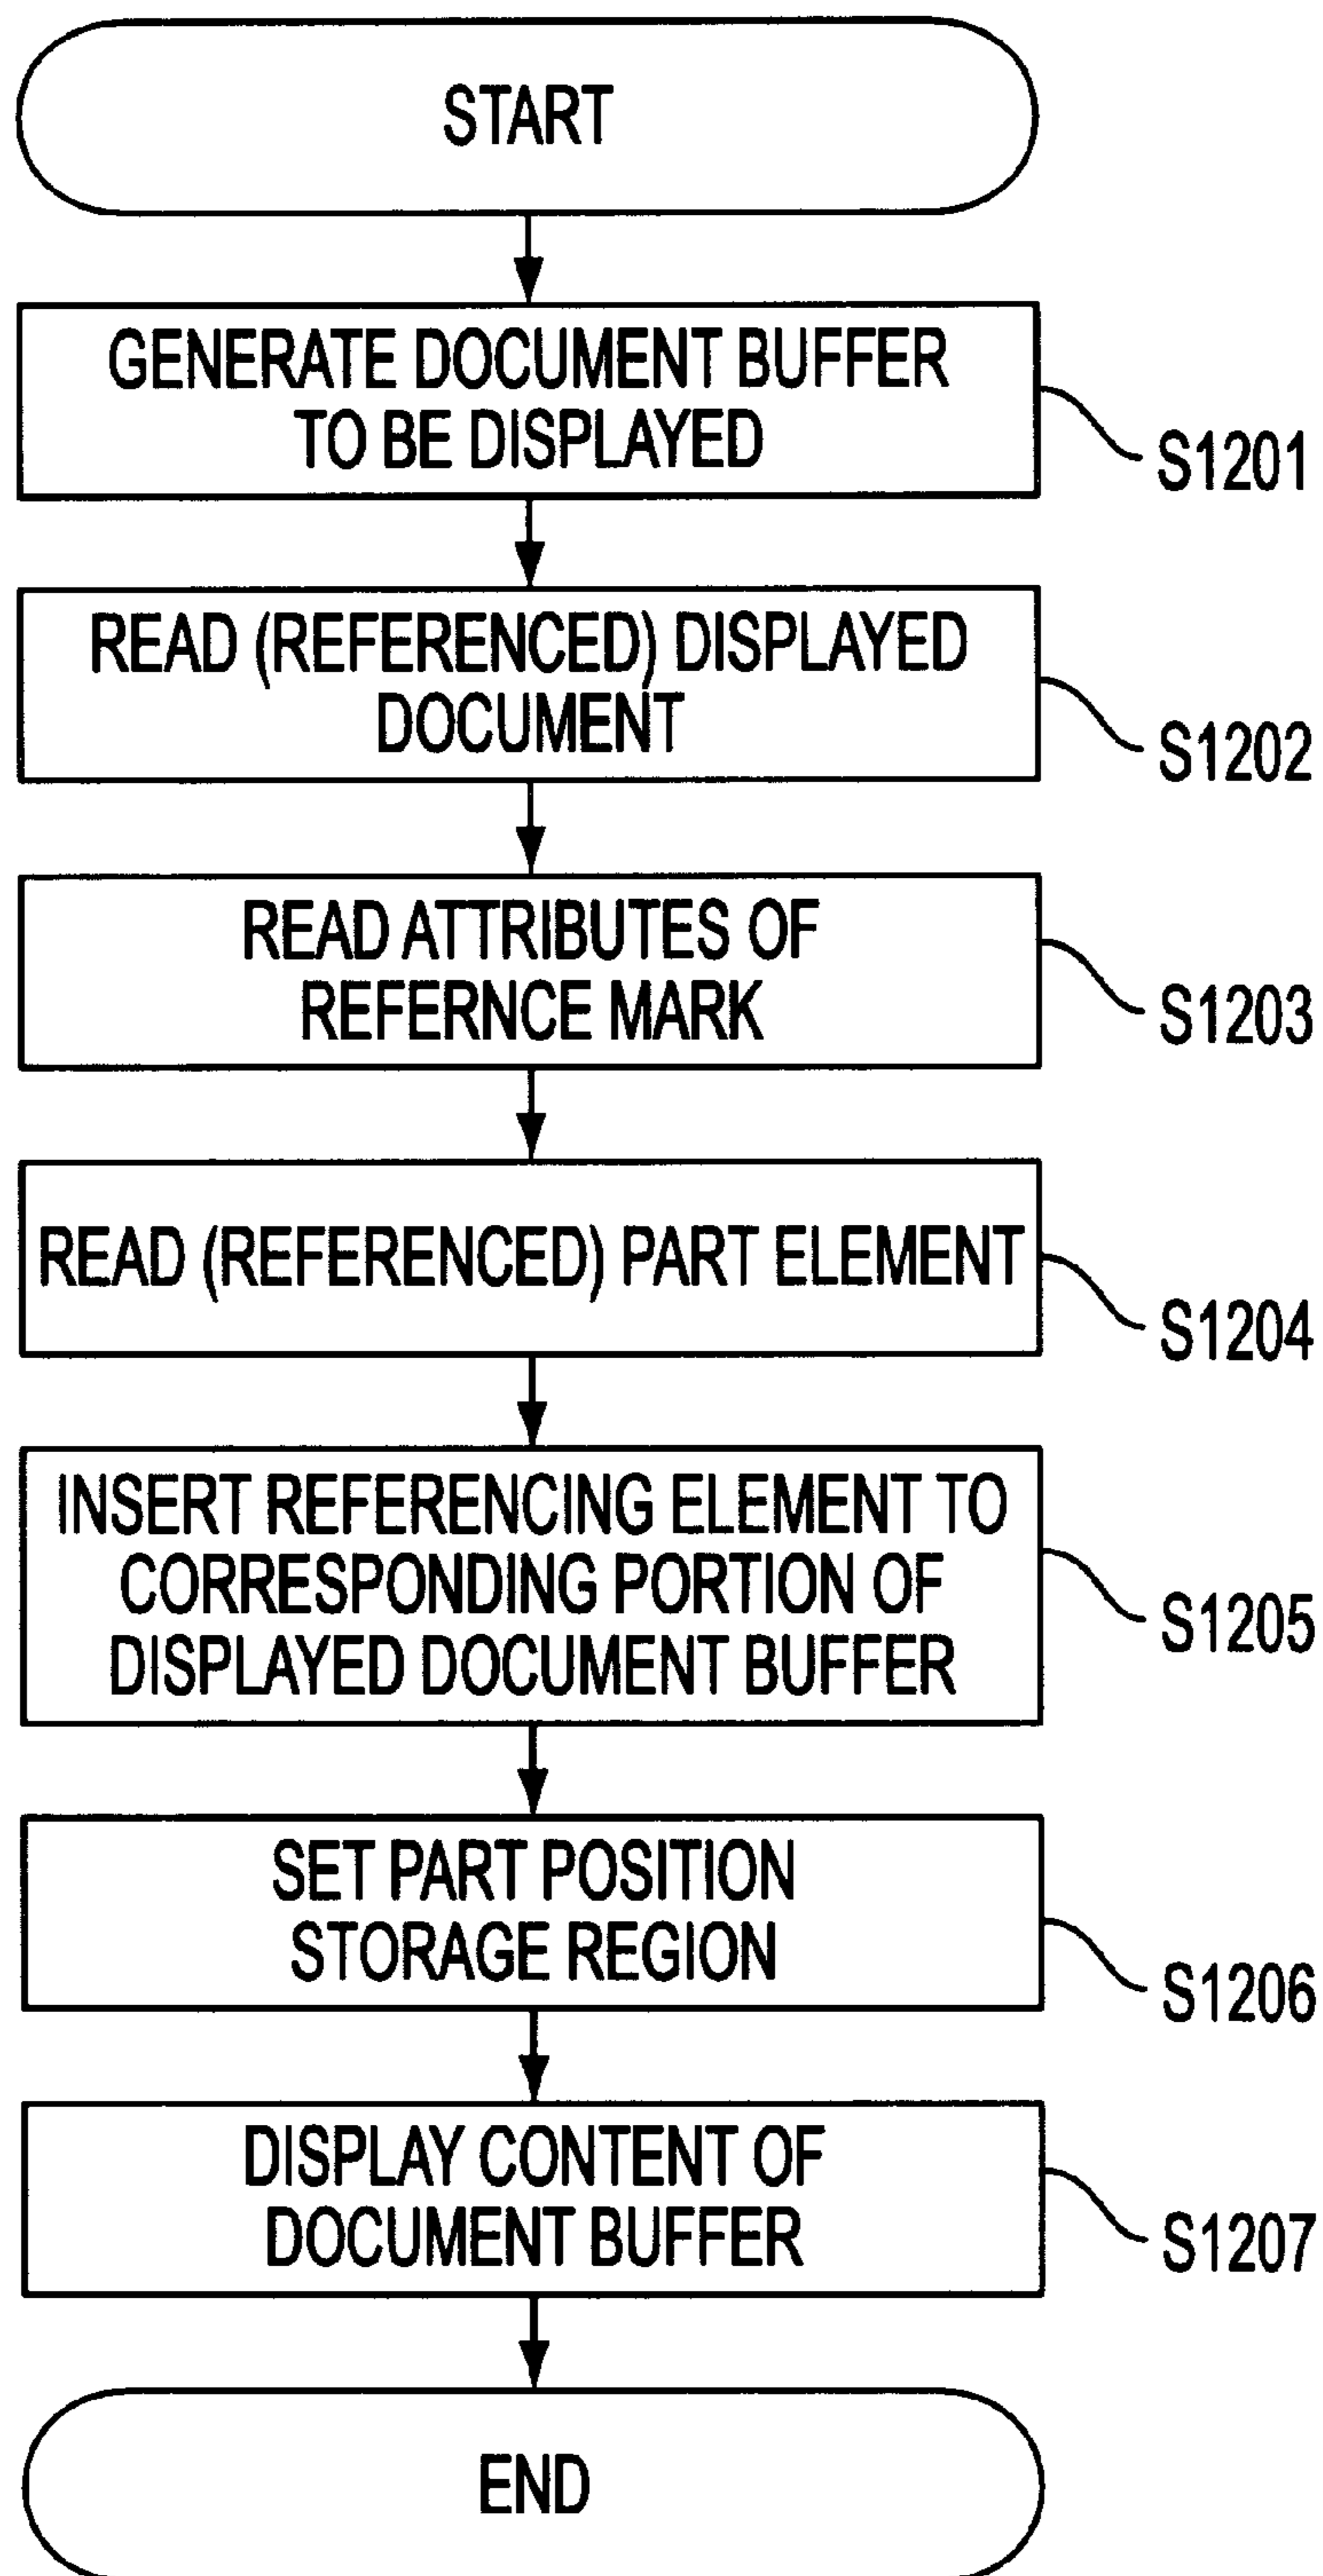 START
GENERATE DOCUMENT BUFFER
TO BE DISPLAYED
S1201
READ (REFERENCED) DISPLAYED
DOCUMENT
S1202
READ ATTRIBUTES OF
REFERNCE MARK
S1203
READ (REFERENCED) PART ELEMENT
S1204
INSERT REFERENCING ELEMENT TO
CORRESPONDING PORTION OF
DISPLAYED DOCUMENT BUFFER
S1205
SET PART POSITION
STORAGE REGION
S1206
DISPLAY CONTENT OF
DOCUMENT BUFFER
S1207
END